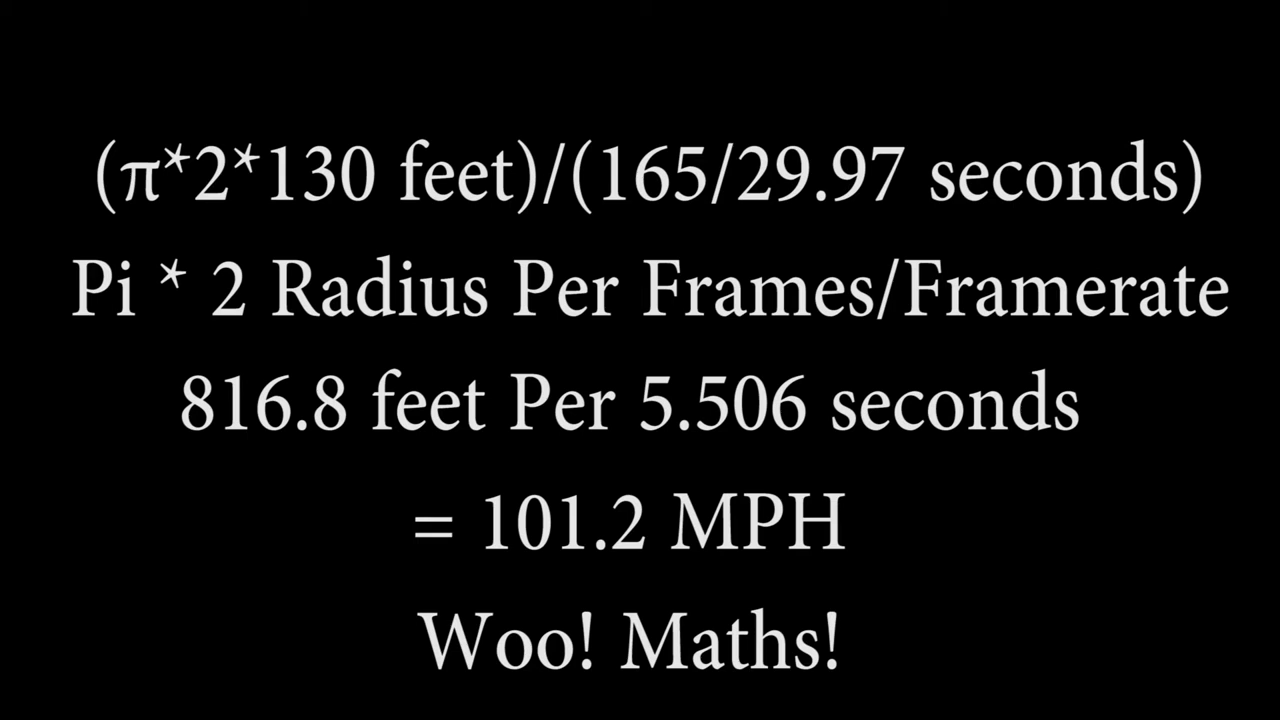 (π*2*130 feet)/(165/29.97 seconds)
Pi * 2 Radius Per Frames/Framerate
816.8 feet Per 5.506 seconds
= 101.2 MPH
Woo! Maths!